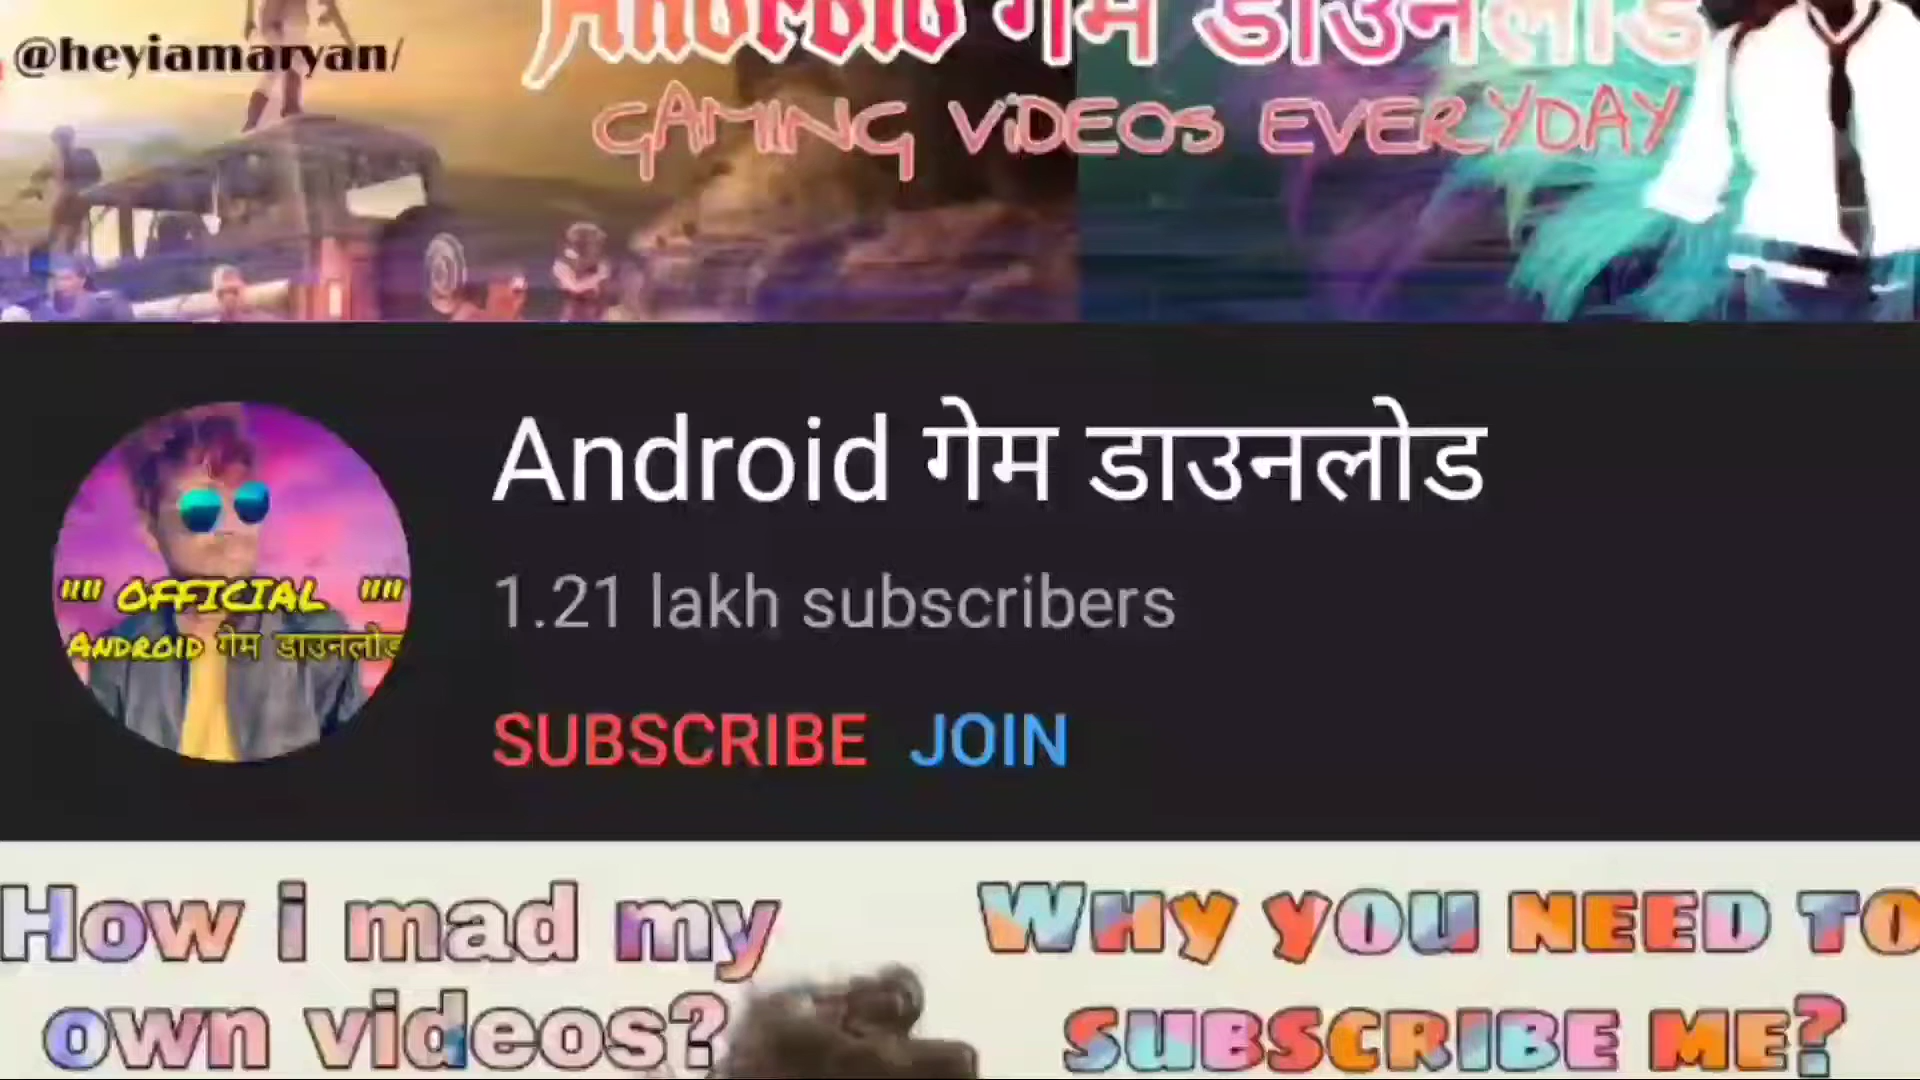 @heyiamaryan/
Android गेम डाउनलोड
GAMING VIDEOS EVERYDAY
"" OFFICIAL ""
ANDROID गेम डाउनलोड
Android गेम डाउनलोड
1.21 lakh subscribers
SUBSCRIBE JOIN
How i mad my
own videos?
WHY YOU NEED TO
SUBSCRIBE ME?